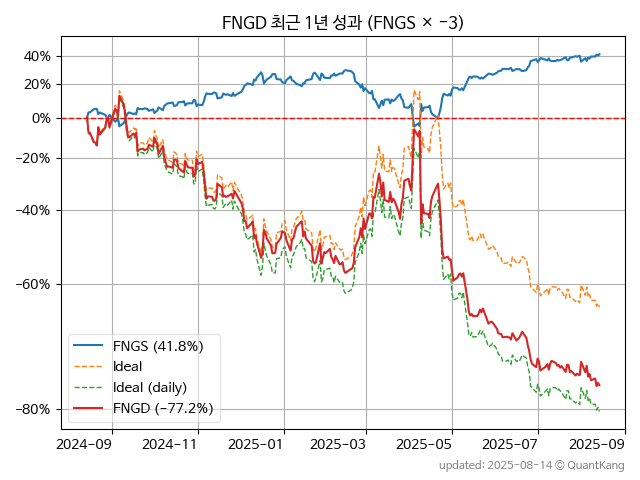 FNGD 최근 1년 성과 (FNGS × −3)
40%
20%
0%
−20%
−40%
−60%
−80%
FNGS (41.8%)
Ideal
Ideal (daily)
FNGD (−77.2%)
2024−09 2024−11 2025−01 2025−03 2025−05 2025−07 2025−09
updated: 2025-08-14 © QuantKang